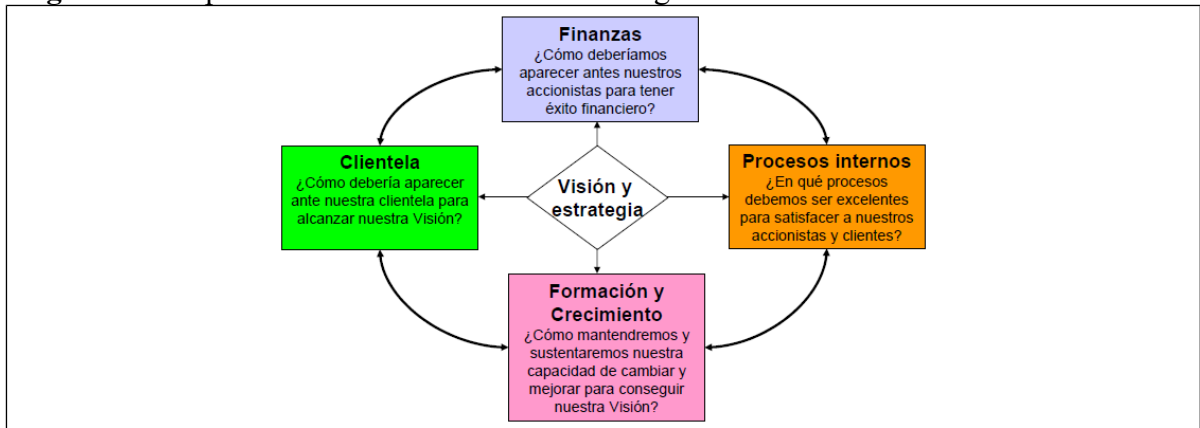 Finanzas
¿Cómo deberíamos
aparecer antes nuestros
accionistas para tener
éxito financiero?
Clientela
¿Cómo debería aparecer
ante nuestra clientela para
alcanzar nuestra Visión?
Visión y
estrategia
Procesos internos
¿En qué procesos
debemos ser excelentes
para satisfacer a nuestros
accionistas y clientes?
Formación y
Crecimiento
¿Cómo mantendremos y
sustentaremos nuestra
capacidad de cambiar y
mejorar para conseguir
nuestra Visión?